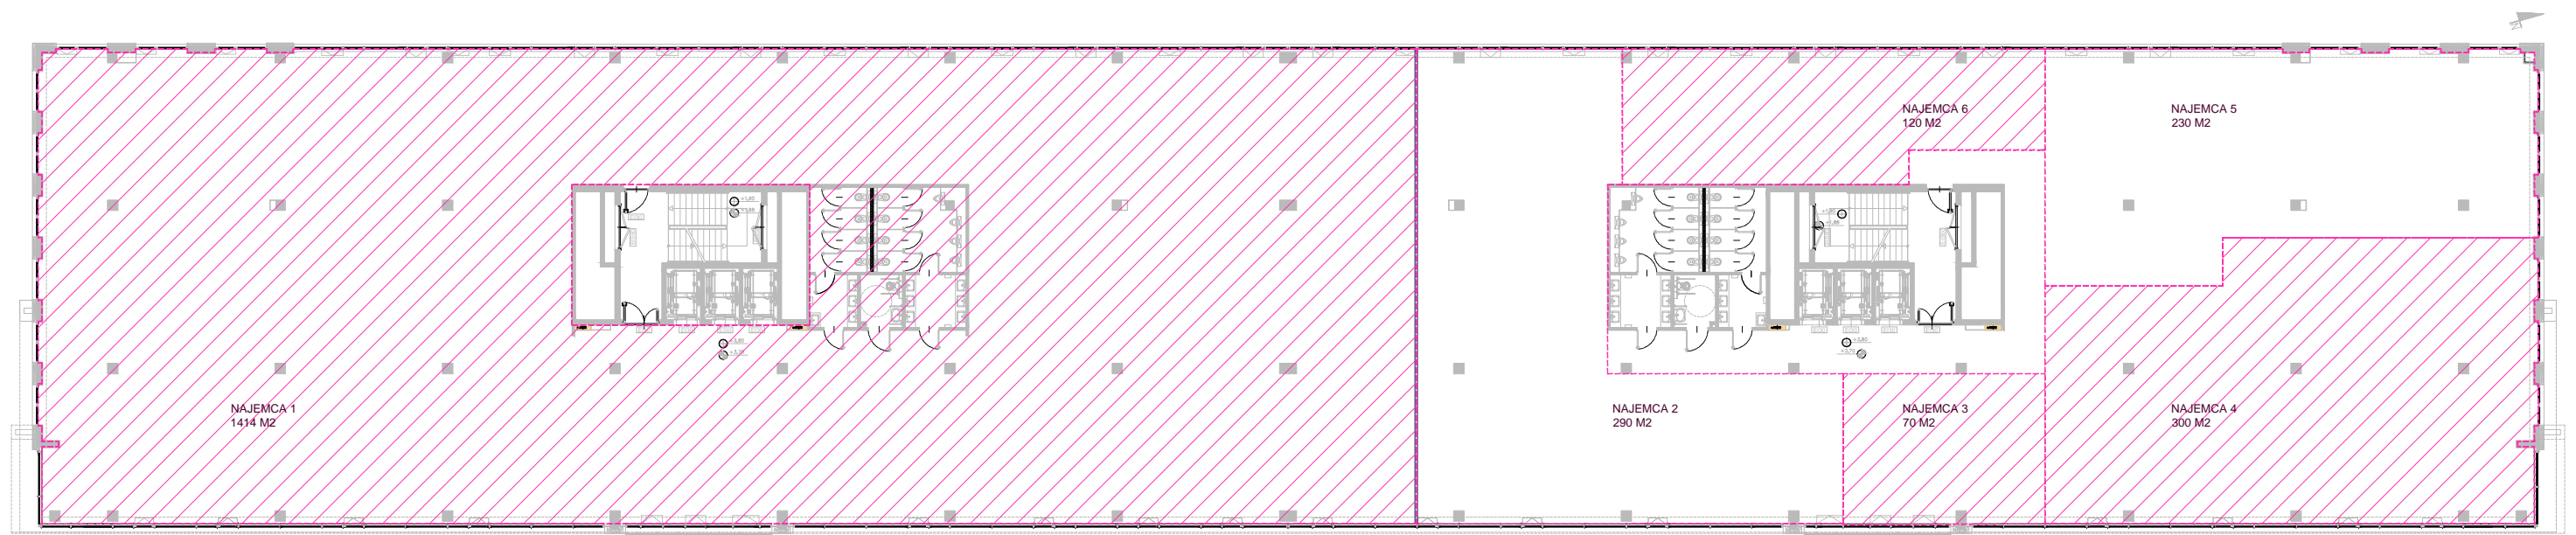 NAJEMCA 6
120 M2
NAJEMCA 5
230 M2
NAJEMCA 1
1414 M2
NAJEMCA 2
290 M2
NAJEMCA 3
70 M2
NAJEMCA 4
300 M2